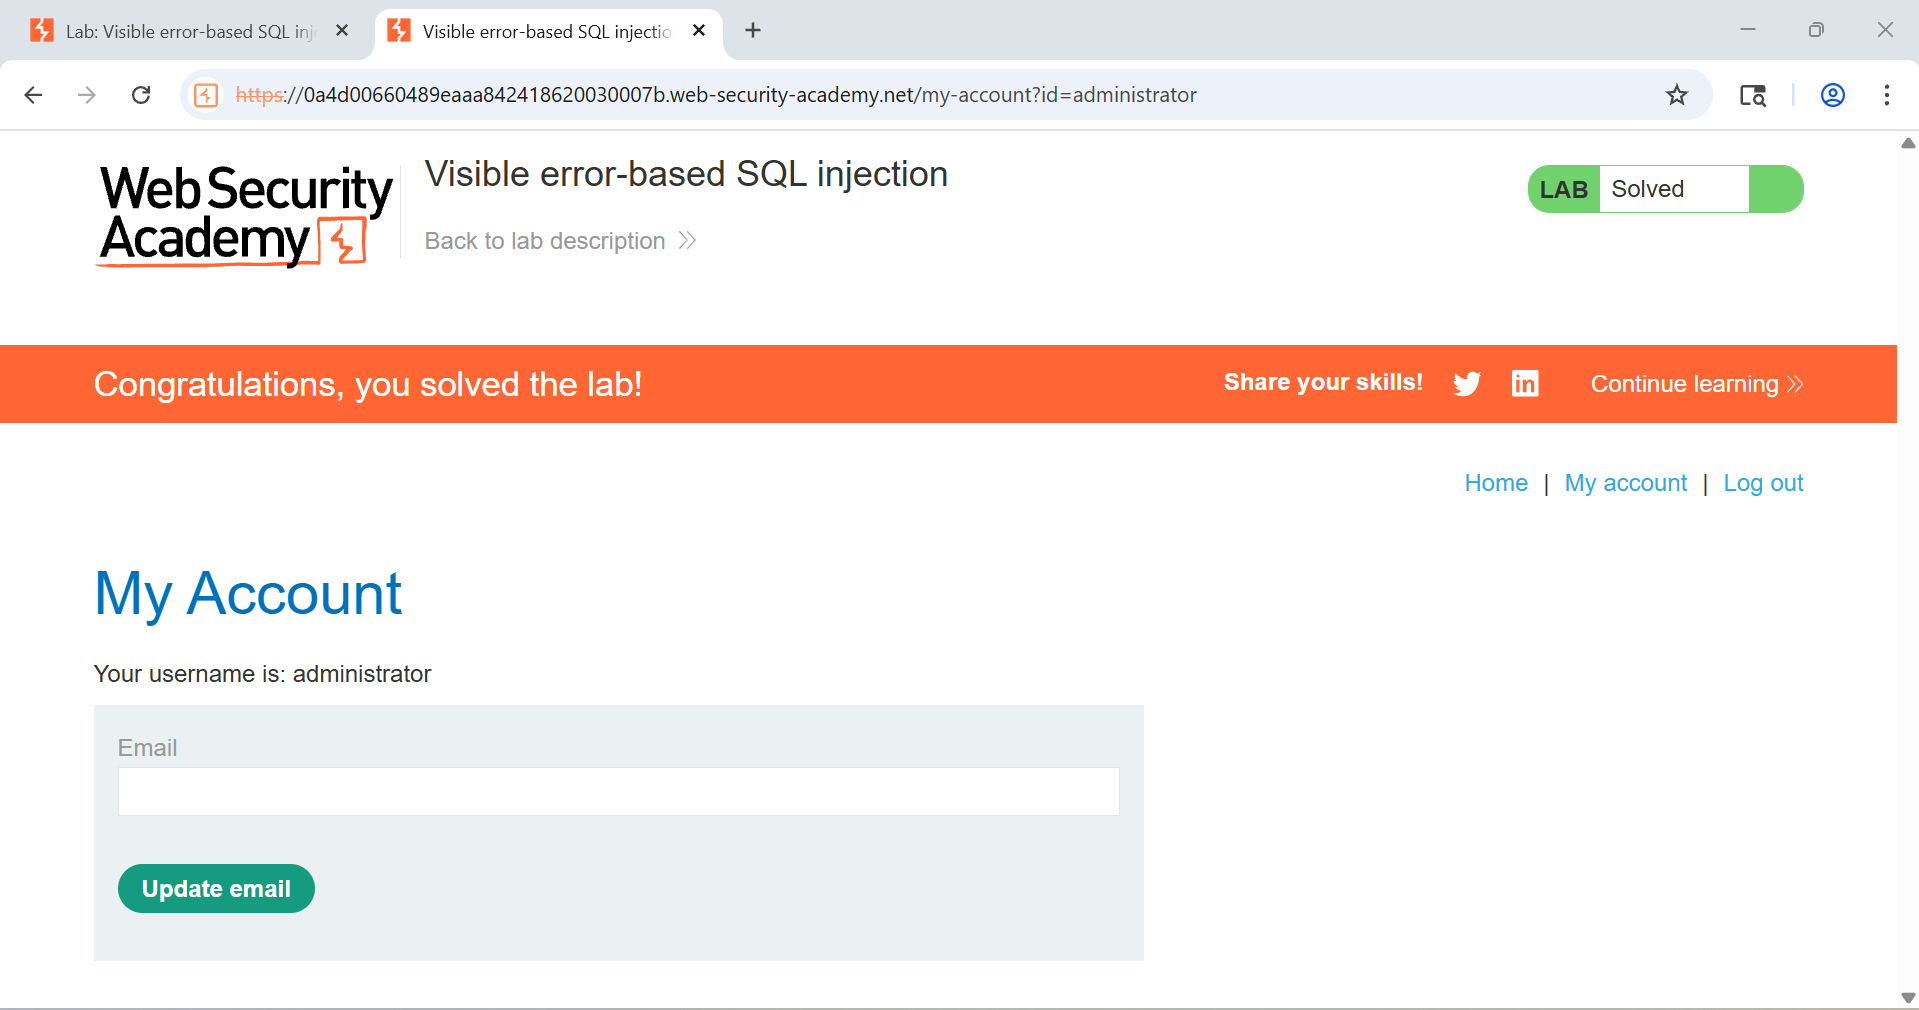 Lab: Visible error-based SQL inj
Visible error-based SQL injectio
https://0a4d00660489eaaa842418620030007b.web-security-academy.net/my-account?id=administrator
Web Security
Academy
Visible error-based SQL injection
Back to lab description
LAB Solved
Congratulations, you solved the lab!
Share your skills!
in
Continue learning
Home | My account | Log out
My Account
Your username is: administrator
Email
Update email